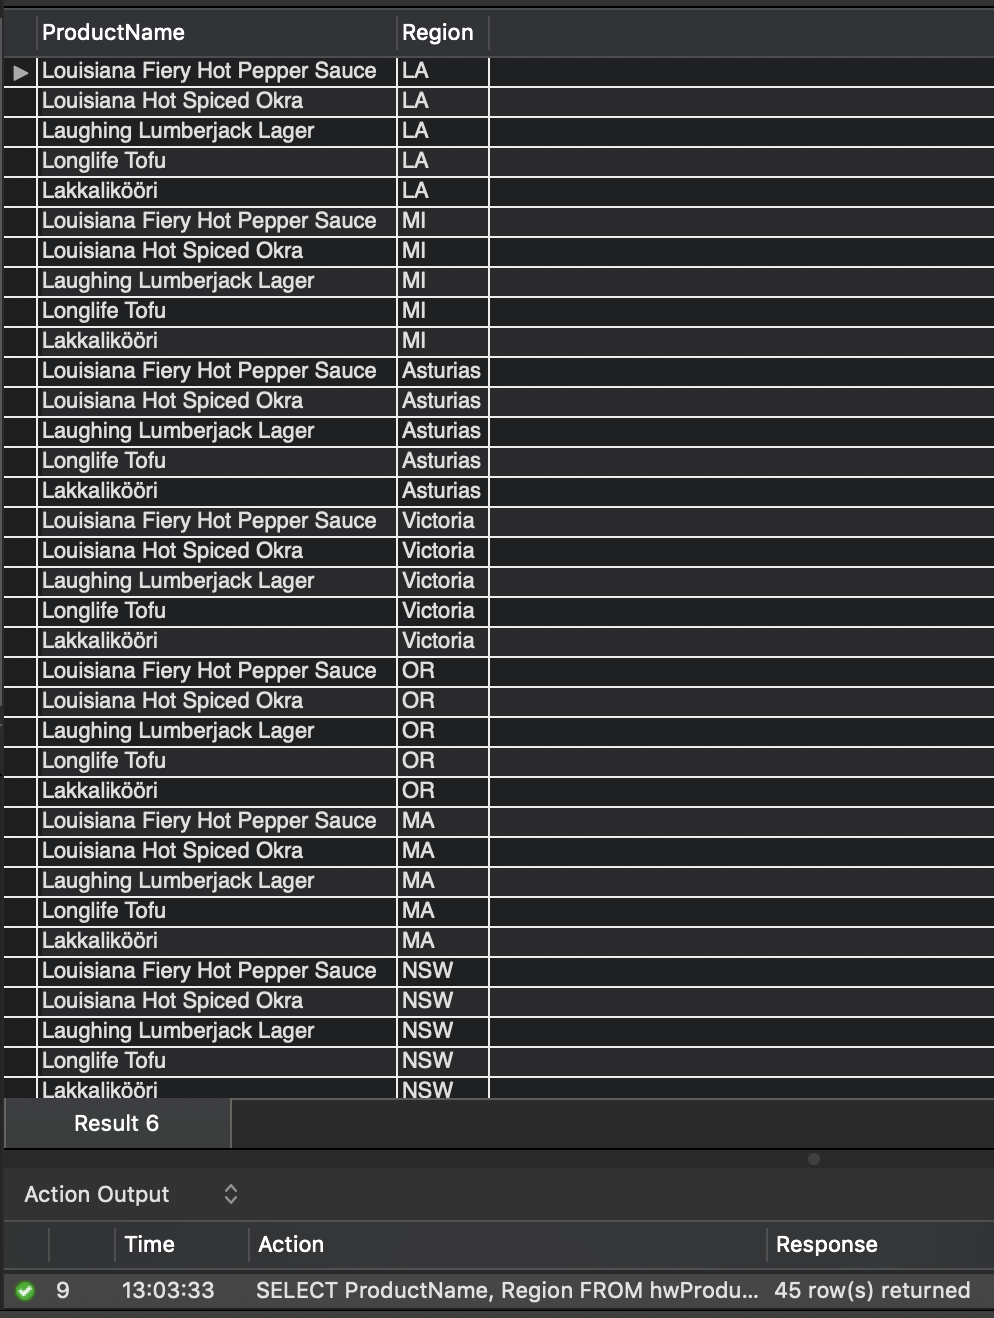 ProductName Region
Louisiana Fiery Hot Pepper Sauce LA
Louisiana Hot Spiced Okra LA
Laughing Lumberjack Lager LA
Longlife Tofu LA
Lakkalikööri LA
Louisiana Fiery Hot Pepper Sauce MI
Louisiana Hot Spiced Okra MI
Laughing Lumberjack Lager MI
Longlife Tofu MI
Lakkalikööri MI
Louisiana Fiery Hot Pepper Sauce Asturias
Louisiana Hot Spiced Okra Asturias
Laughing Lumberjack Lager Asturias
Longlife Tofu Asturias
Lakkalikööri Asturias
Louisiana Fiery Hot Pepper Sauce Victoria
Louisiana Hot Spiced Okra Victoria
Laughing Lumberjack Lager Victoria
Longlife Tofu Victoria
Lakkalikööri Victoria
Louisiana Fiery Hot Pepper Sauce OR
Louisiana Hot Spiced Okra OR
Laughing Lumberjack Lager OR
Longlife Tofu OR
Lakkalikööri OR
Louisiana Fiery Hot Pepper Sauce MA
Louisiana Hot Spiced Okra MA
Laughing Lumberjack Lager MA
Longlife Tofu MA
Lakkalikööri MA
Louisiana Fiery Hot Pepper Sauce NSW
Louisiana Hot Spiced Okra NSW
Laughing Lumberjack Lager NSW
Longlife Tofu NSW
Lakkalikööri NSW
Result 6
Action Output
Time Action Response
9 13:03:33 SELECT ProductName, Region FROM hwProdu... 45 row(s) returned